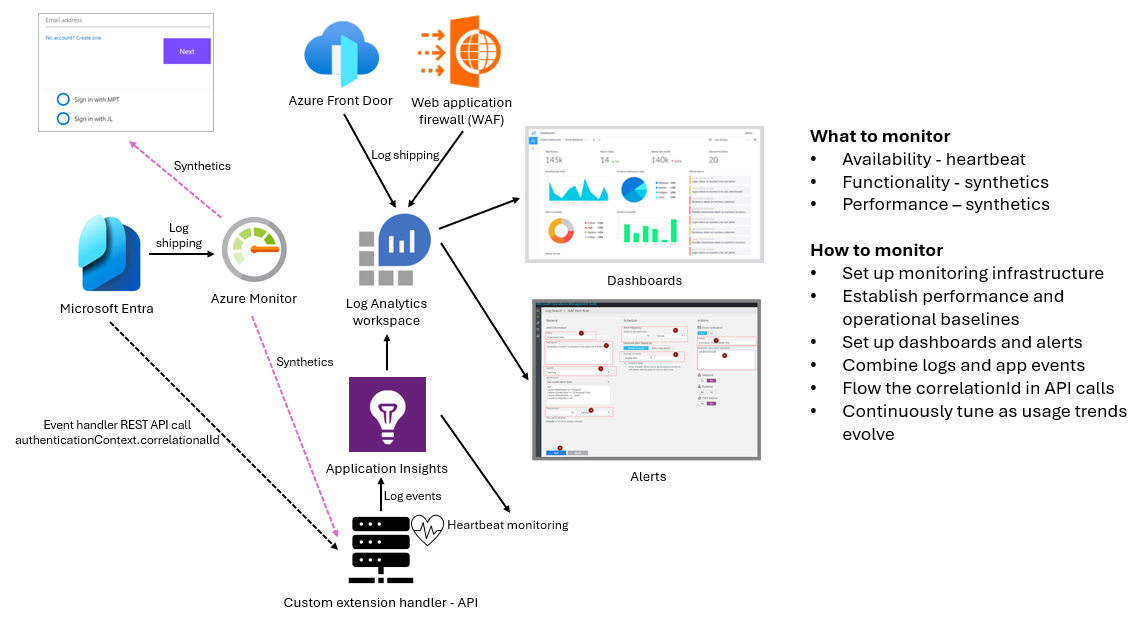 Email address
No account? Create one
Next
Sign in with MPT
Sign in with JL
Azure Front Door
Web application
firewall (WAF)
Log shipping
Synthetics
Log
shipping
Microsoft Entra
Azure Monitor
Log Analytics
workspace
Dashboards
145k
14
140k
20
Dashboards
Alerts
Synthetics
Event handler REST API call
authenticationContext.correlationalId
Application Insights
Log events
Heartbeat monitoring
Custom extension handler - API
What to monitor
• Availability - heartbeat
• Functionality - synthetics
• Performance – synthetics
How to monitor
• Set up monitoring infrastructure
• Establish performance and
operational baselines
• Set up dashboards and alerts
• Combine logs and app events
• Flow the correlationId in API calls
• Continuously tune as usage trends
evolve